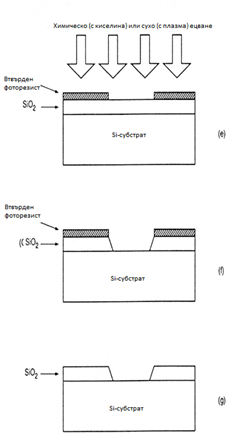 Химическо (с киселина) или сухо (с плазма) ецване
Втвърден
фоторезист
SiO2
Si-субстрат
(e)
Втвърден
фоторезист
((SiO2
Si-субстрат
(f)
SiO2
Si-субстрат
(g)